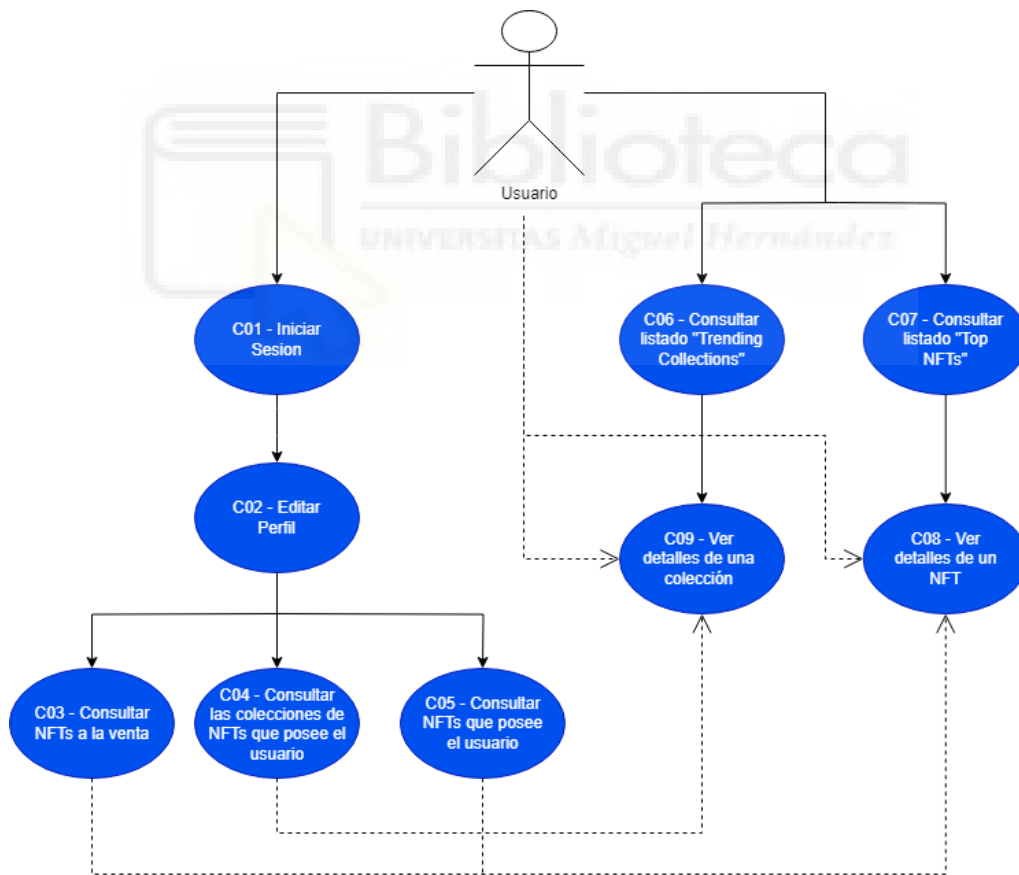 Biblioteca
UNIVERSITAS Miguel Hernández
Usuario
C01 - Iniciar
Sesion
C06 - Consultar
listado "Trending
Collections"
C07 - Consultar
listado "Top
NFTs"
C02 - Editar
Perfil
C09 - Ver
detalles de una
colección
C08 - Ver
detalles de un
NFT
C03 - Consultar
NFTs a la venta
C04 - Consultar
las colecciones de
NFTs que posee el
usuario
C05 - Consultar
NFTs que posee
el usuario